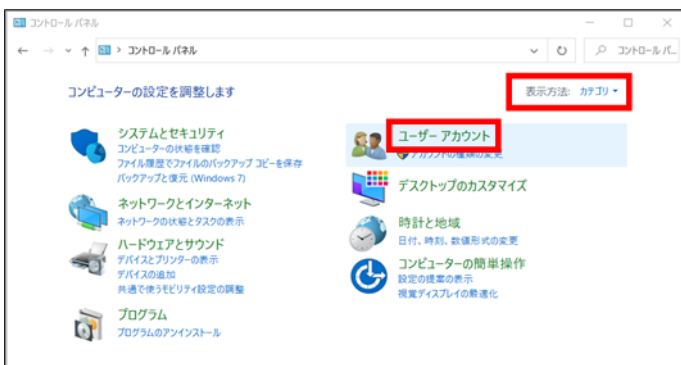 コントロール パネル
コントロール パネル
コントロール パ...
コンピューターの設定を調整します
表示方法: カテゴリ
システムとセキュリティ
コンピューターの状態を確認
ファイル履歴でファイルのバックアップ コピーを保存
バックアップと復元 (Windows 7)
ネットワークとインターネット
ネットワークの状態とタスクの表示
ハードウェアとサウンド
デバイスとプリンターの表示
デバイスの追加
共通で使うモビリティ設定の調整
プログラム
プログラムのアンインストール
ユーザー アカウント
アカウントの種類の変更
デスクトップのカスタマイズ
時計と地域
日付、時刻、数値形式の変更
コンピューターの簡単操作
設定の提案の表示
視覚ディスプレイの最適化